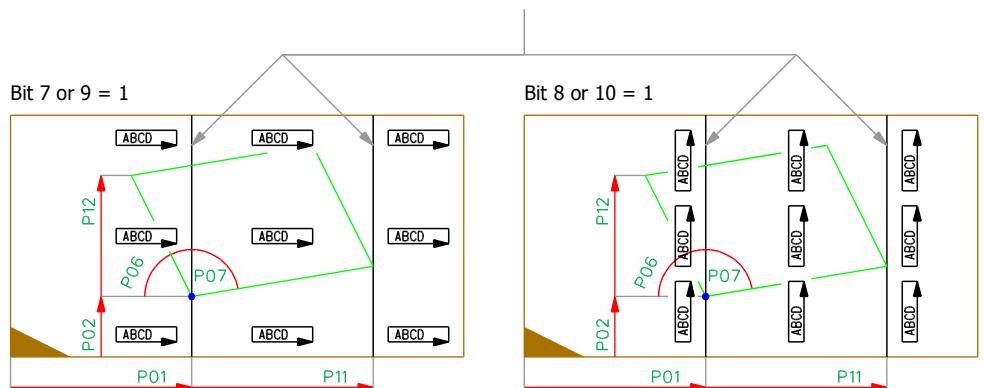 Bit 7 or 9 = 1
Bit 8 or 10 = 1
ABCD ABCD ABCD
ABCD ABCD ABCD
P12
P12
ABCD ABCD ABCD
ABCD ABCD ABCD
P06 P07
P06 P07
P02
P02
ABCD ABCD ABCD
ABCD ABCD ABCD
P01 P11
P01 P11